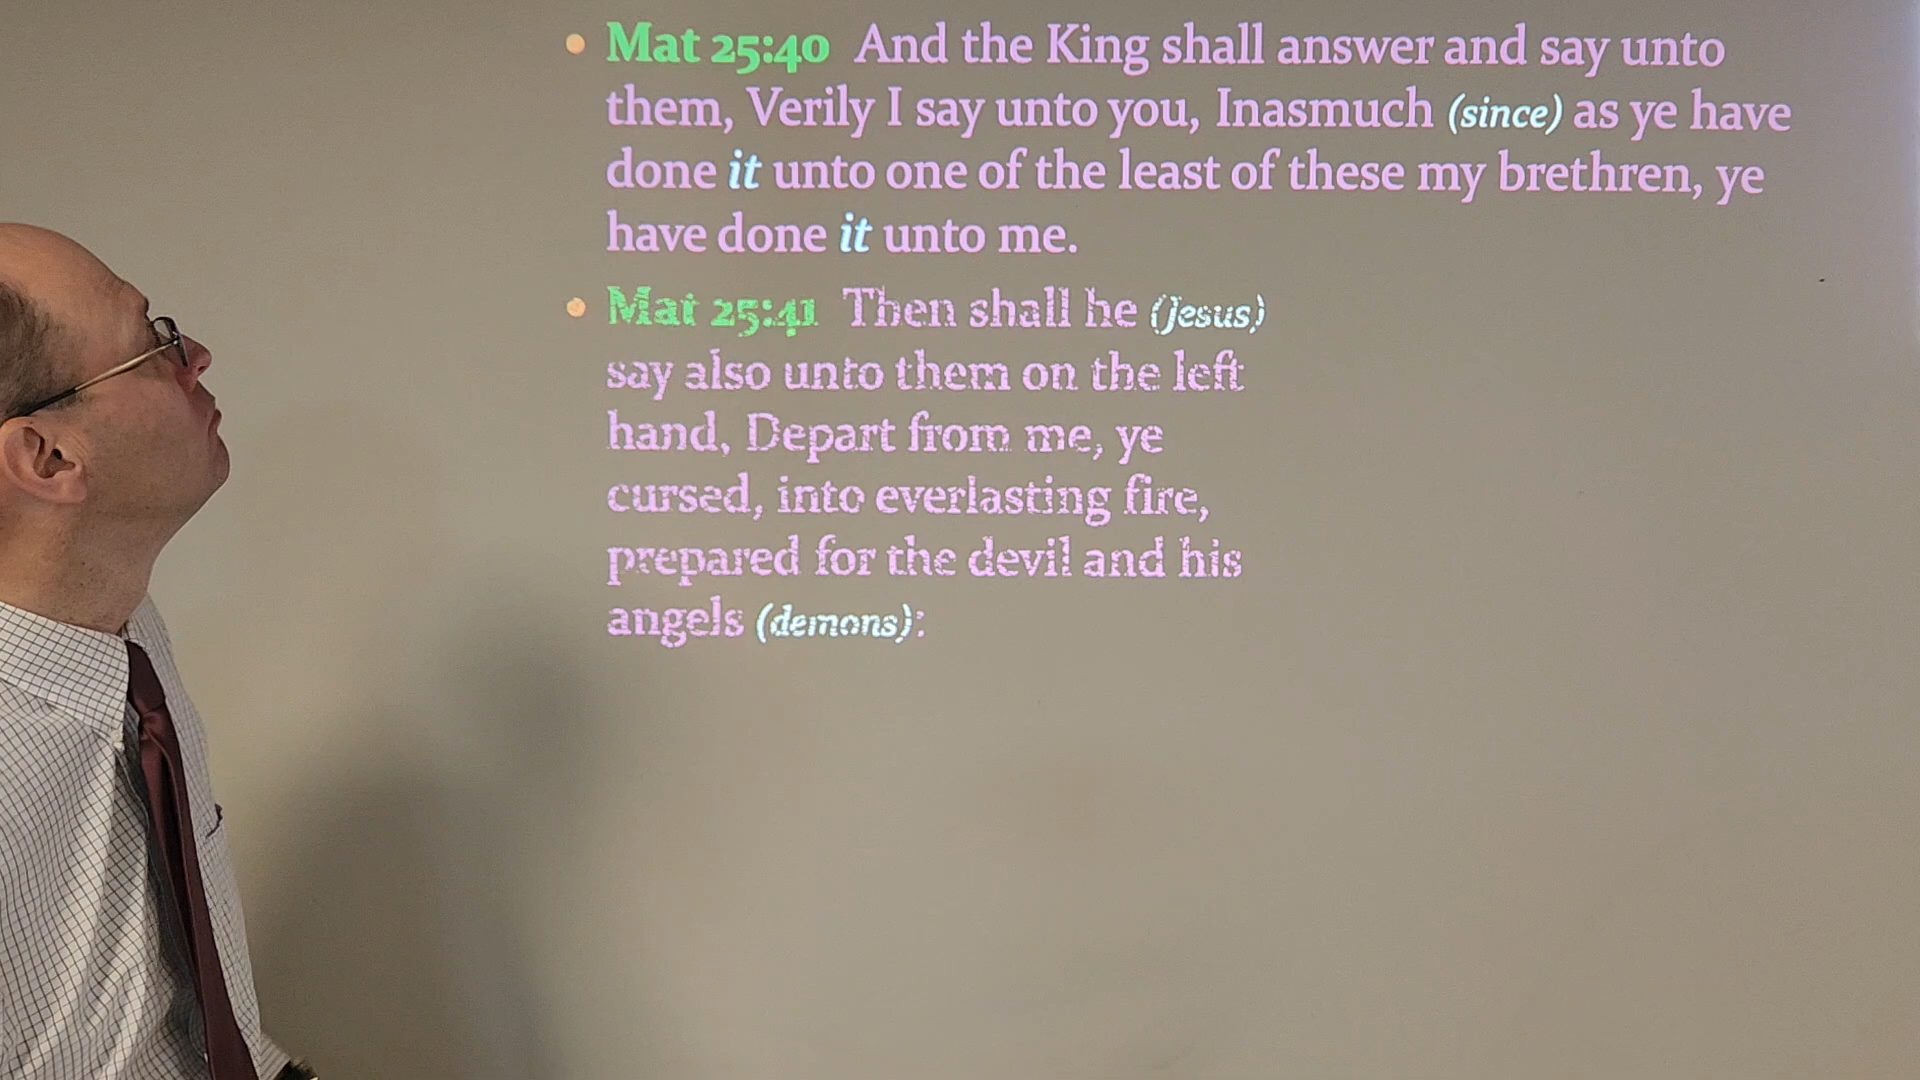 • Mat 25:40 And the King shall answer and say unto
them, Verily I say unto you, Inasmuch (since) as ye have
done it unto one of the least of these my brethren, ye
have done it unto me.
• Mat 25:41 Then shall he (Jesus)
say also unto them on the left
hand, Depart from me, ye
cursed, into everlasting fire,
prepared for the devil and his
angels (demons):